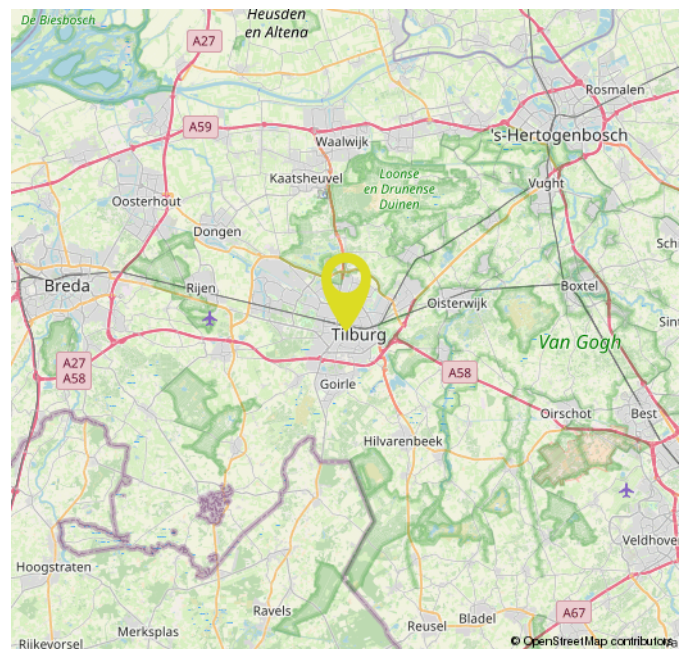 De Biesbosch
Heusden
en Altena
A27
Rosmalen
A59
's-Hertogenbosch
Waalwijk
Kaatsheuvel
Loonse
en Drunense
Duinen
Vught
Oosterhout
Dongen
Breda
Rijen
Oisterwijk
Boxtel
Tilburg
Van Gogh
A27
A58
A58
Goirle
Oirschot
Best
Hilvarenbeek
Veldhove
Hoogstraten
Ravels
Reusel
Bladel
A67
Merksplas
Rijkevorsel
© OpenStreetMap contributors